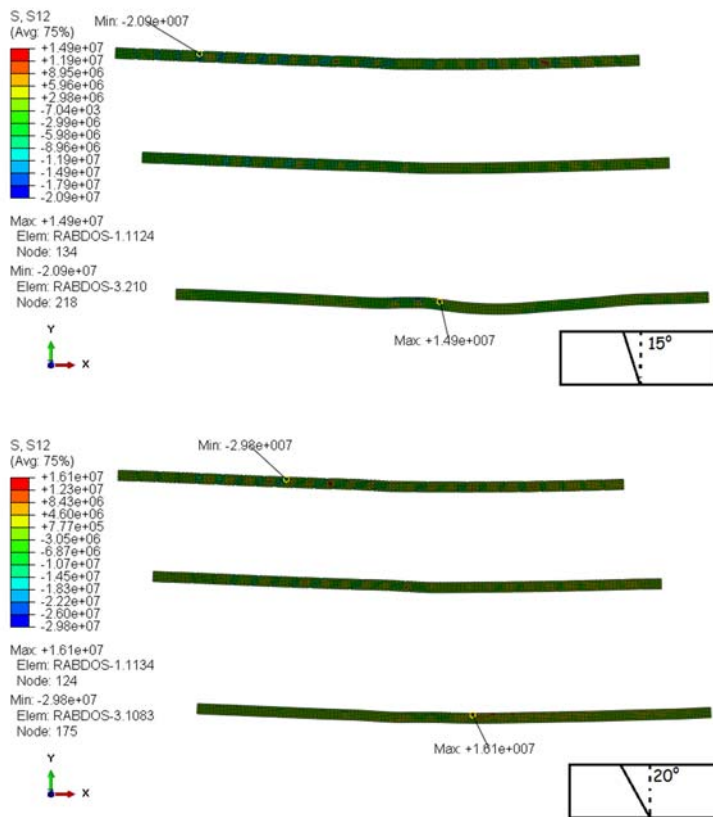 Min: -2.09e+007
S, S12
(Avg: 75%)
+1.49e+07
+1.19e+07
+8.95e+06
+5.96e+06
+2.98e+06
-7.04e+03
-2.99e+06
-5.98e+06
-8.96e+06
-1.19e+07
-1.49e+07
-1.79e+07
-2.09e+07
Max: +1.49e+07
Elem: RABDOS-1.1124
Node: 134
Min: -2.09e+07
Elem: RABDOS-3.210
Node: 218
Max: +1.49e+007
Y
X
15°
S, S12
(Avg: 75%)
Min: -2.98e+007
+1.61e+07
+1.23e+07
+8.43e+06
+4.60e+06
+7.77e+05
-3.05e+06
-6.87e+06
-1.07e+07
-1.45e+07
-1.83e+07
-2.22e+07
-2.60e+07
-2.98e+07
Max: +1.61e+07
Elem: RABDOS-1.1134
Node: 124
Min: -2.98e+07
Elem: RABDOS-3.1083
Node: 175
Max: +1.61e+007
Y
X
20°